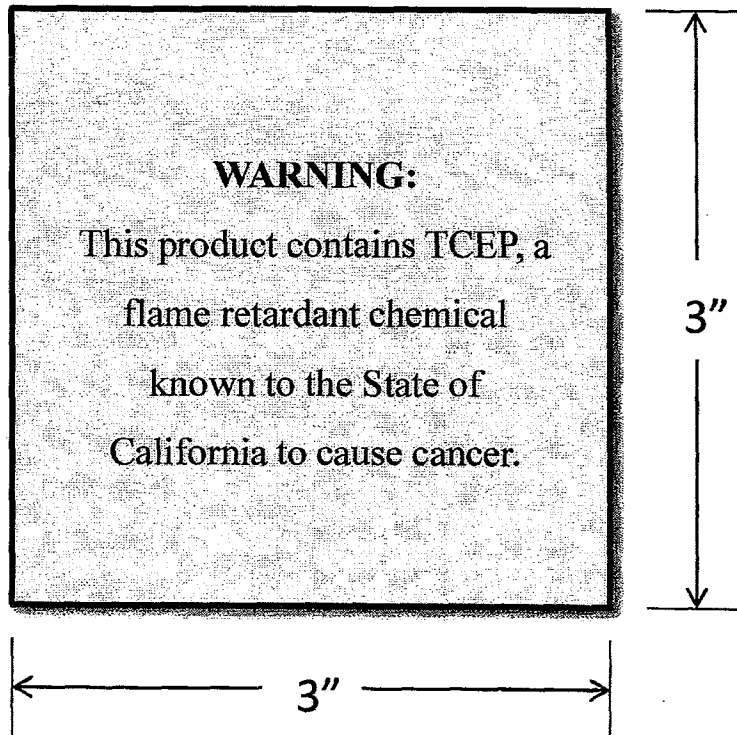 WARNING:
This product contains TCEP, a
flame retardant chemical
known to the State of
California to cause cancer.
3"
3"